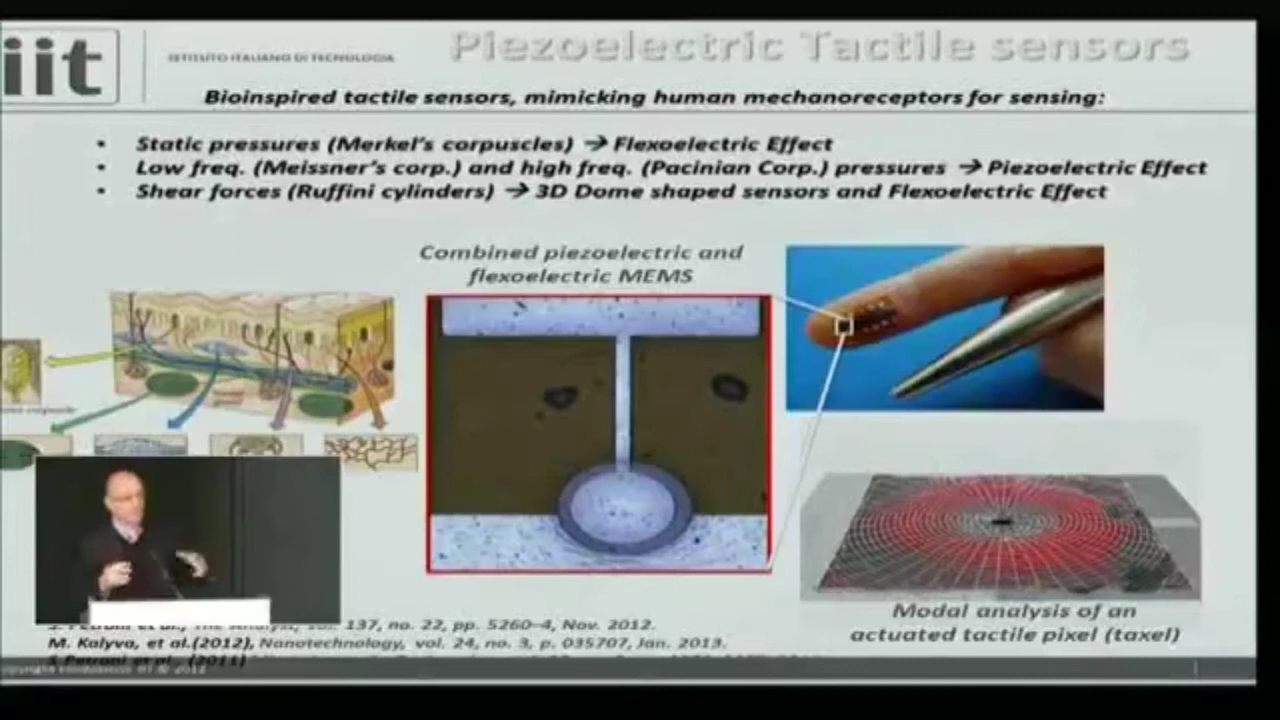 iit
ISTITUTO ITALIANO DI TECNOLOGIA
Piezoelectric Tactile sensors
Bioinspired tactile sensors, mimicking human mechanoreceptors for sensing:
• Static pressures (Merkel's corpuscles) → Flexoelectric Effect
• Low freq. (Meissner's corp.) and high freq. (Pacinian Corp.) pressures → Piezoelectric Effect
• Shear forces (Ruffini cylinders) → 3D Dome shaped sensors and Flexoelectric Effect
Combined piezoelectric and
flexoelectric MEMS
Modal analysis of an
actuated tactile pixel (taxel)
137, no. 22, pp. 5260–4, Nov. 2012.
M. Kalyva, et al.(2012), Nanotechnology, vol. 24, no. 3, p. 035707, Jan. 2013.
S.Petroni et al., (2011)